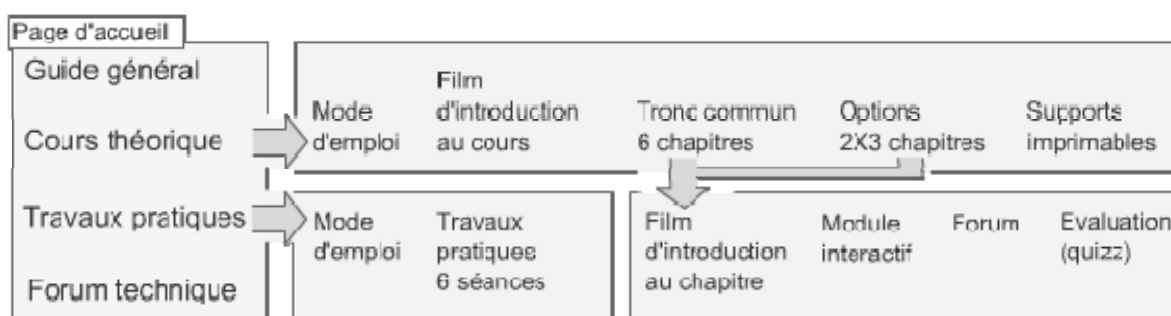 Page d'accueil
Guide général
Cours théorique
Travaux pratiques
Forum technique
Mode
d'emploi
Film
d'introduction
au cours
Tronc commun
6 chapitres
Options
2X3 chapitres
Supports
imprimables
Mode
d'emploi
Travaux
pratiques
6 séances
Film
d'introduction
au chapitre
Module
interactif
Forum
Evaluation
(quizz)